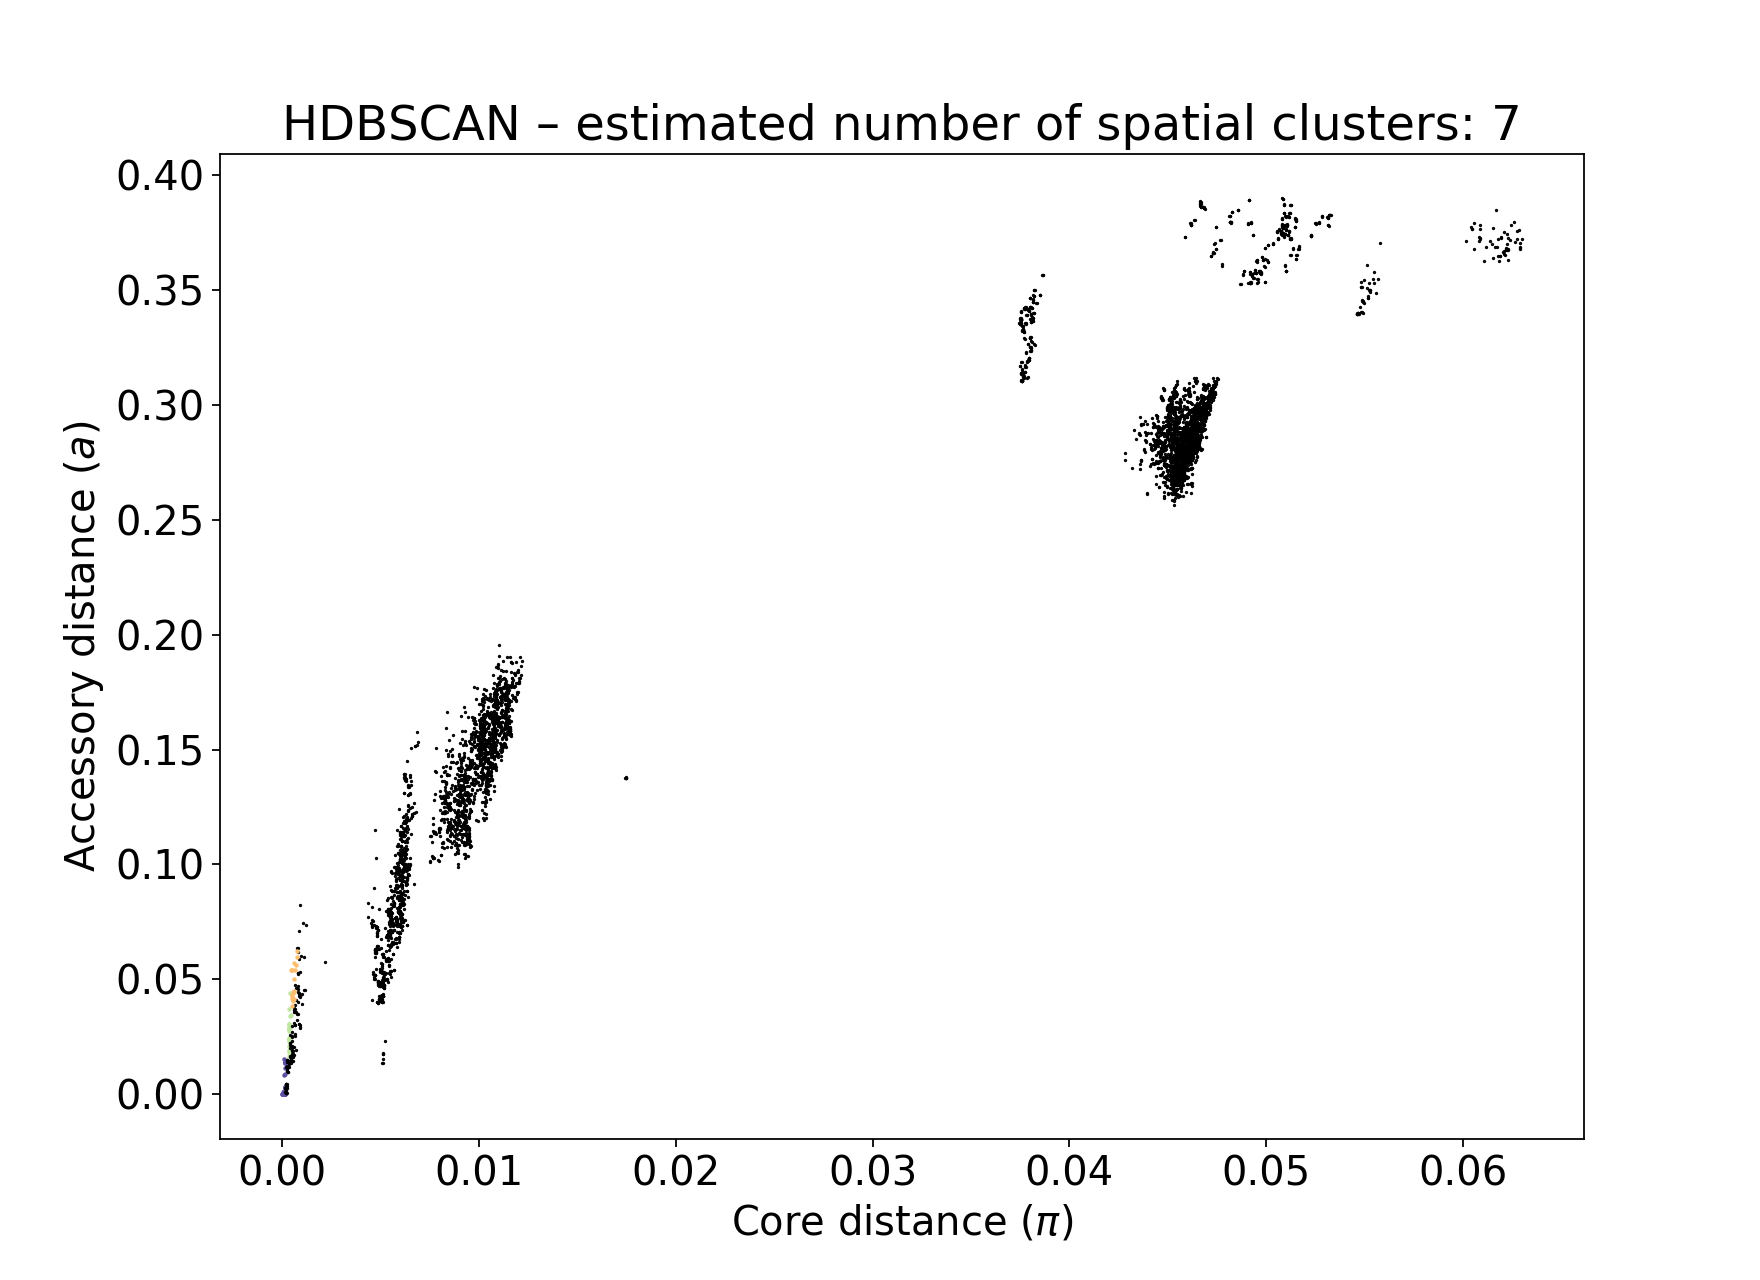 HDBSCAN – estimated number of spatial clusters: 7
0.40
0.35
0.30
0.25
0.20
0.15
0.10
0.05
0.00
Accessory distance (a)
0.00 0.01 0.02 0.03 0.04 0.05 0.06
Core distance (π)